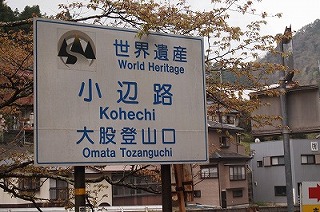 世界遺産
World Heritage
小辺路
Kohechi
大股登山口
Omata Tozanguchi